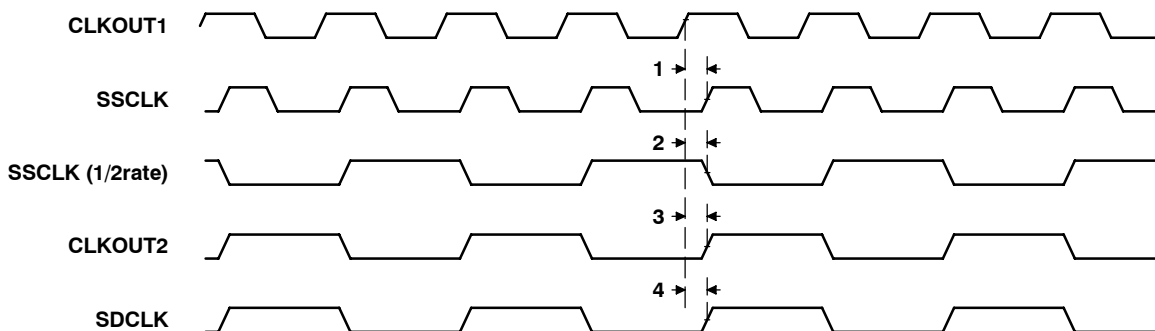 CLKOUT1
1
SSCLK
2
SSCLK (1/2rate)
3
CLKOUT2
4
SDCLK